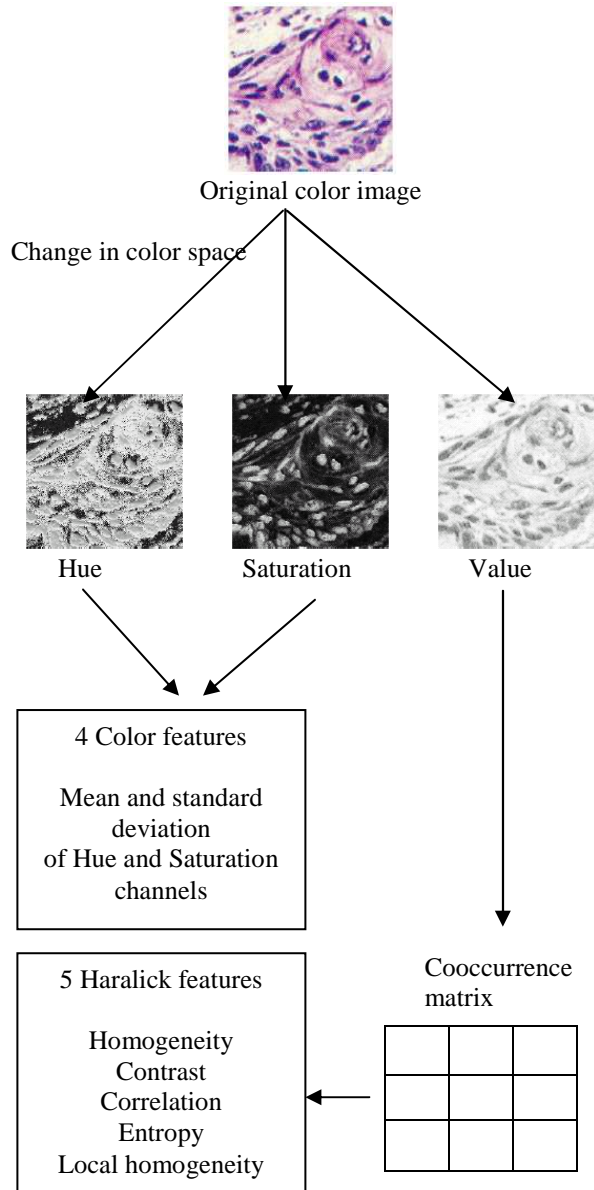 Original color image
Change in color space
Hue
Saturation
Value
4 Color features
Mean and standard
deviation
of Hue and Saturation
channels
5 Haralick features
Homogeneity
Contrast
Correlation
Entropy
Local homogeneity
Cooccurrence
matrix